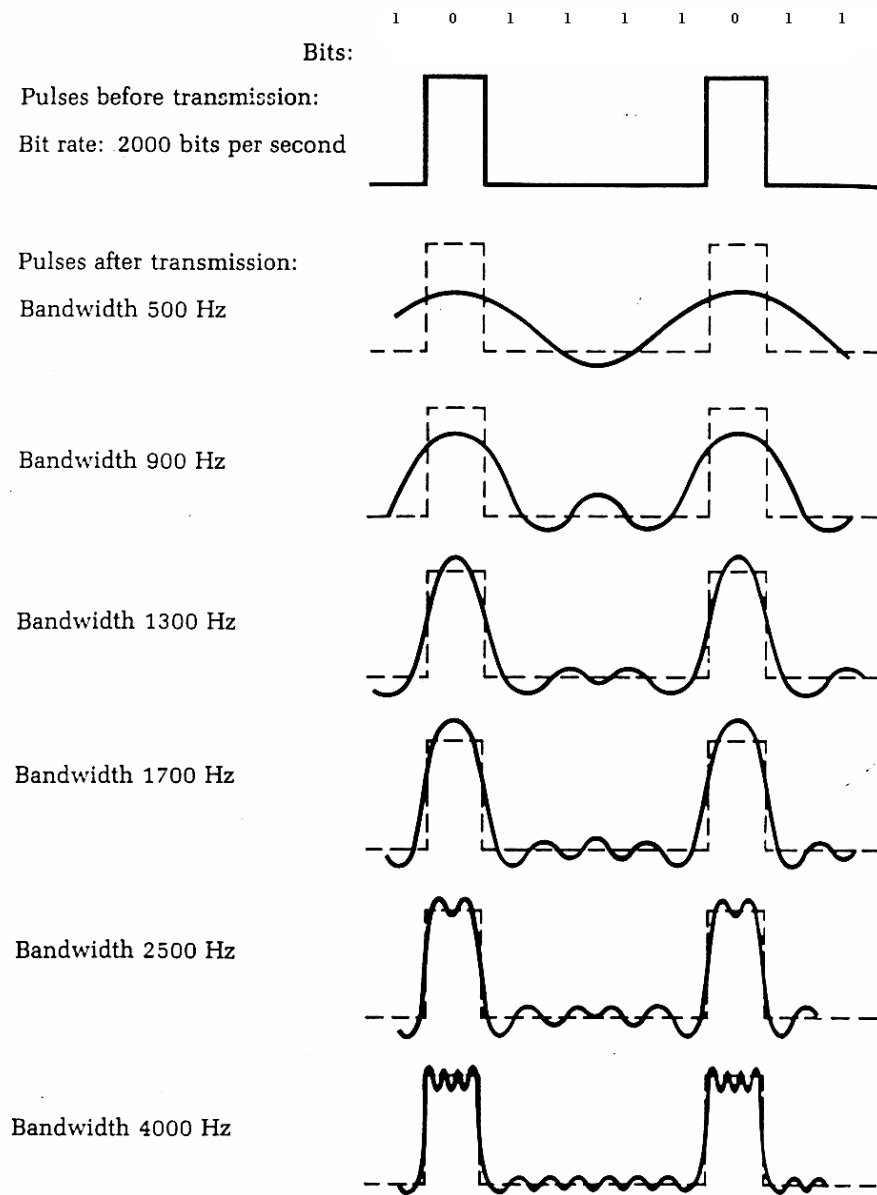 1 0 1 1 1 1 0 1 1
Bits:
Pulses before transmission:
Bit rate: 2000 bits per second
Pulses after transmission:
Bandwidth 500 Hz
Bandwidth 900 Hz
Bandwidth 1300 Hz
Bandwidth 1700 Hz
Bandwidth 2500 Hz
Bandwidth 4000 Hz